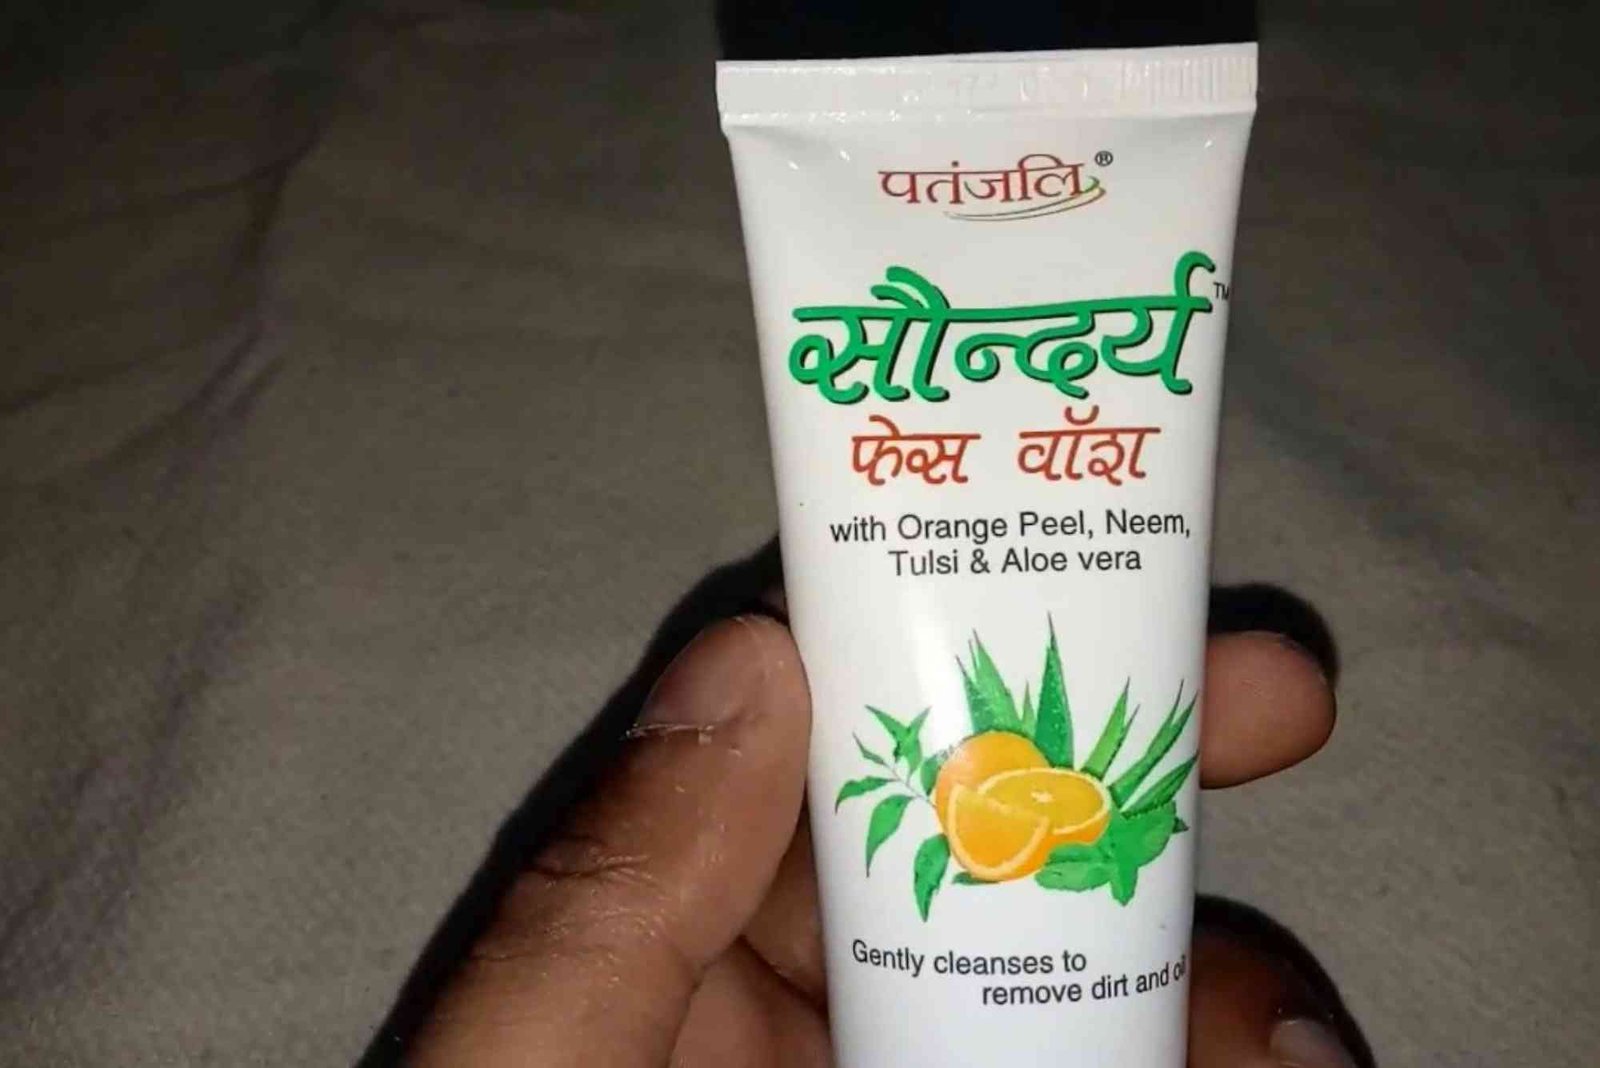 पतंजलि®
सौन्दर्य™
फेस वॉश
with Orange Peel, Neem,
Tulsi & Aloe vera
Gently cleanses to
remove dirt and oil